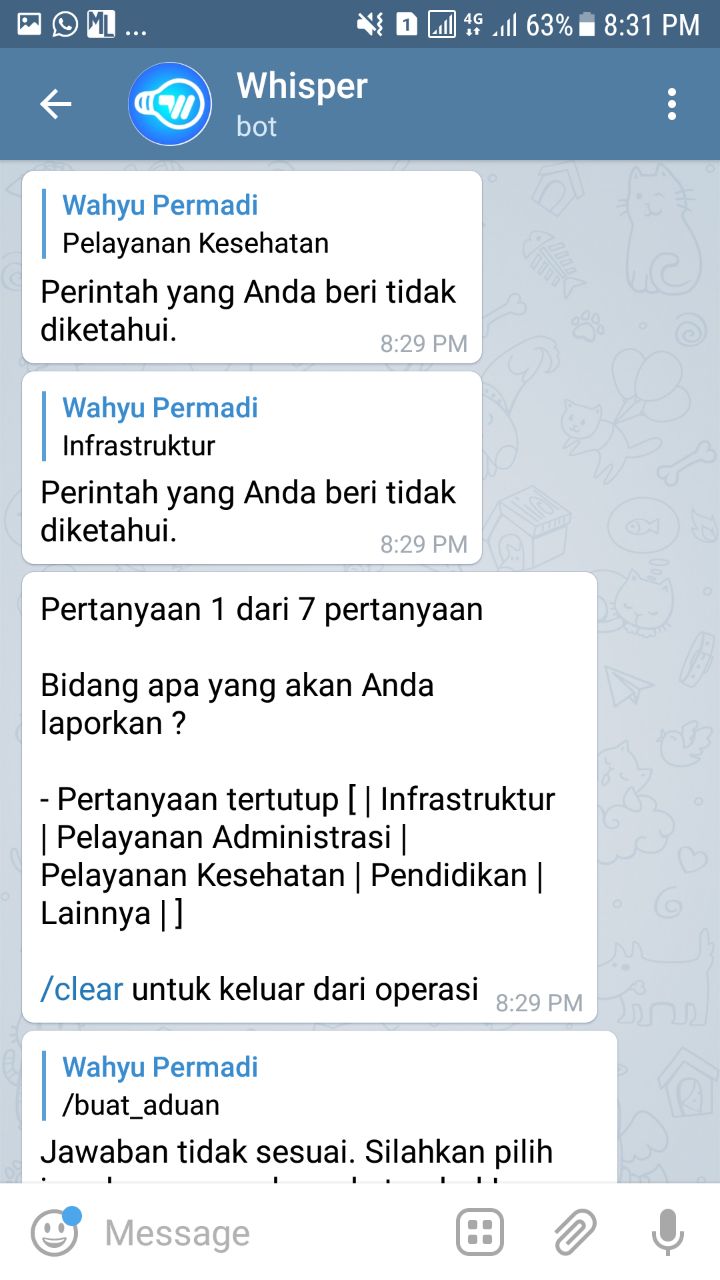 ML ...
1 4G 63% 8:31 PM
Whisper
bot
Wahyu Permadi
Pelayanan Kesehatan
Perintah yang Anda beri tidak
diketahui.
8:29 PM
Wahyu Permadi
Infrastruktur
Perintah yang Anda beri tidak
diketahui.
8:29 PM
Pertanyaan 1 dari 7 pertanyaan
Bidang apa yang akan Anda
laporkan ?
- Pertanyaan tertutup [ | Infrastruktur
| Pelayanan Administrasi |
Pelayanan Kesehatan | Pendidikan |
Lainnya | ]
/clear untuk keluar dari operasi
8:29 PM
Wahyu Permadi
/buat_aduan
Jawaban tidak sesuai. Silahkan pilih
Message